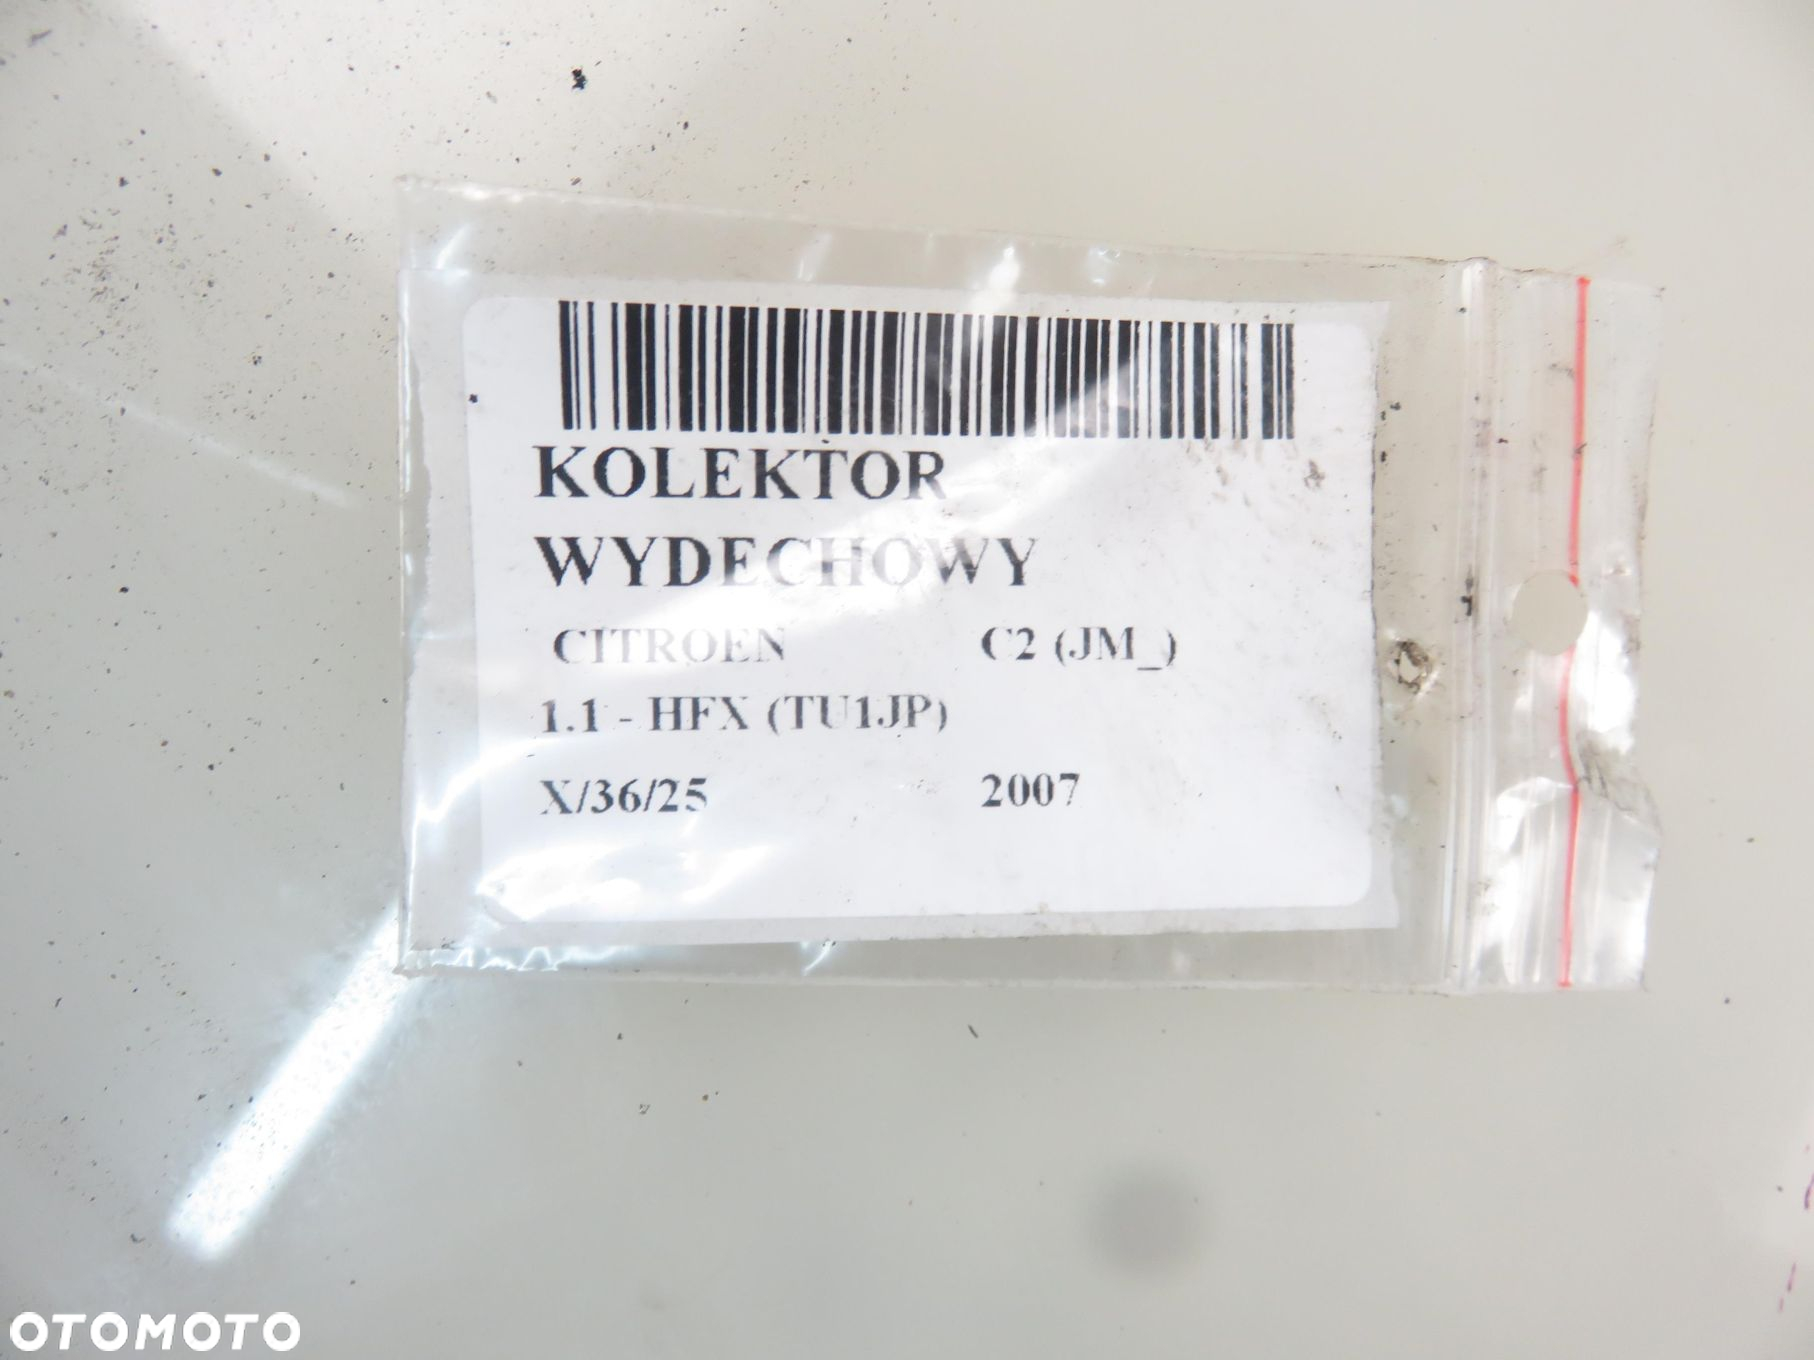 KOLEKTOR
WYDECHOWY
CITROEN C2 (JM_)
1.1 - HFX (TU1JP)
X/36/25 2007
OTOMOTO